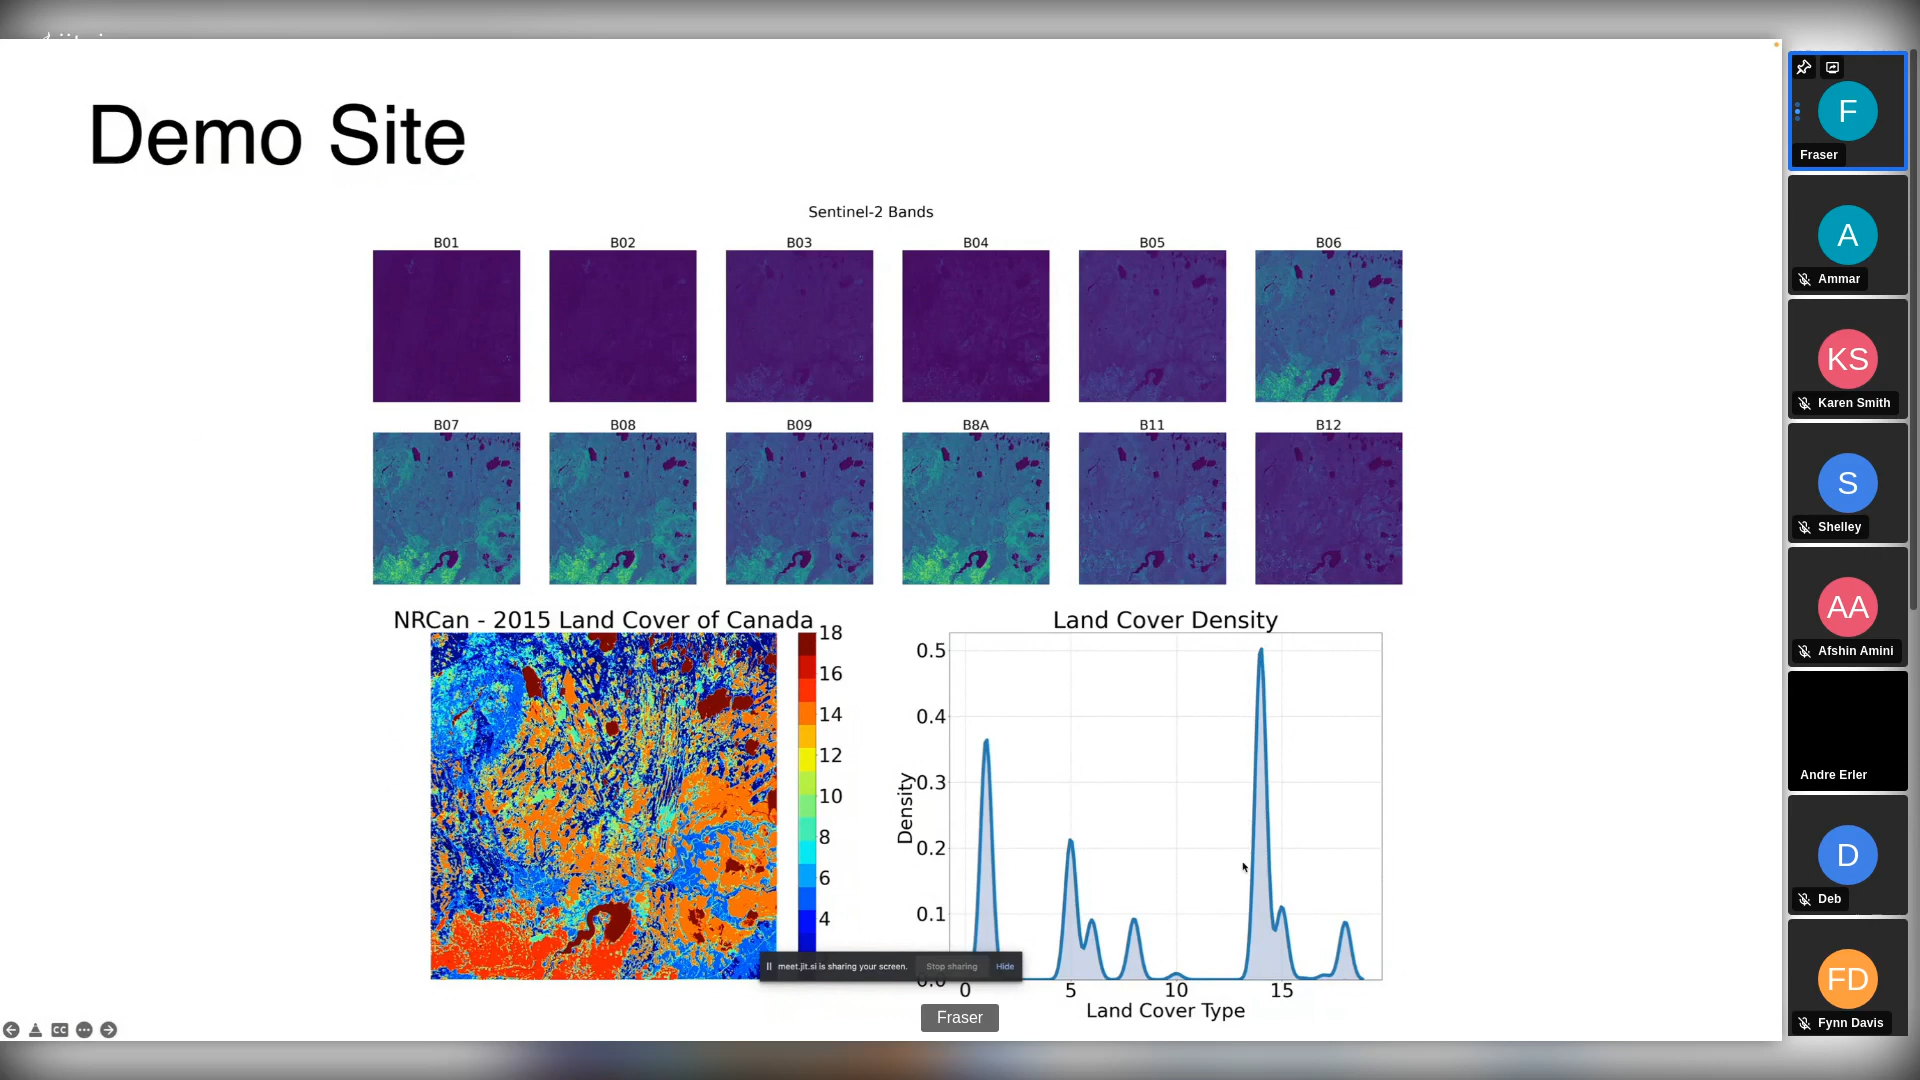 Demo Site
Sentinel-2 Bands
B01 B02 B03 B04 B05 B06
B07 B08 B09 B8A B11 B12
NRCan - 2015 Land Cover of Canada
18
16
14
12
10
8
6
4
Land Cover Density
0.5
0.4
0.3
0.2
0.1
0.0
Density
0 5 10 15
Land Cover Type
meet.jit.si is sharing your screen. Stop sharing Hide
Fraser
CC
F
Fraser
A
Ammar
KS
Karen Smith
S
Shelley
AA
Afshin Amini
Andre Erler
D
Deb
FD
Fynn Davis